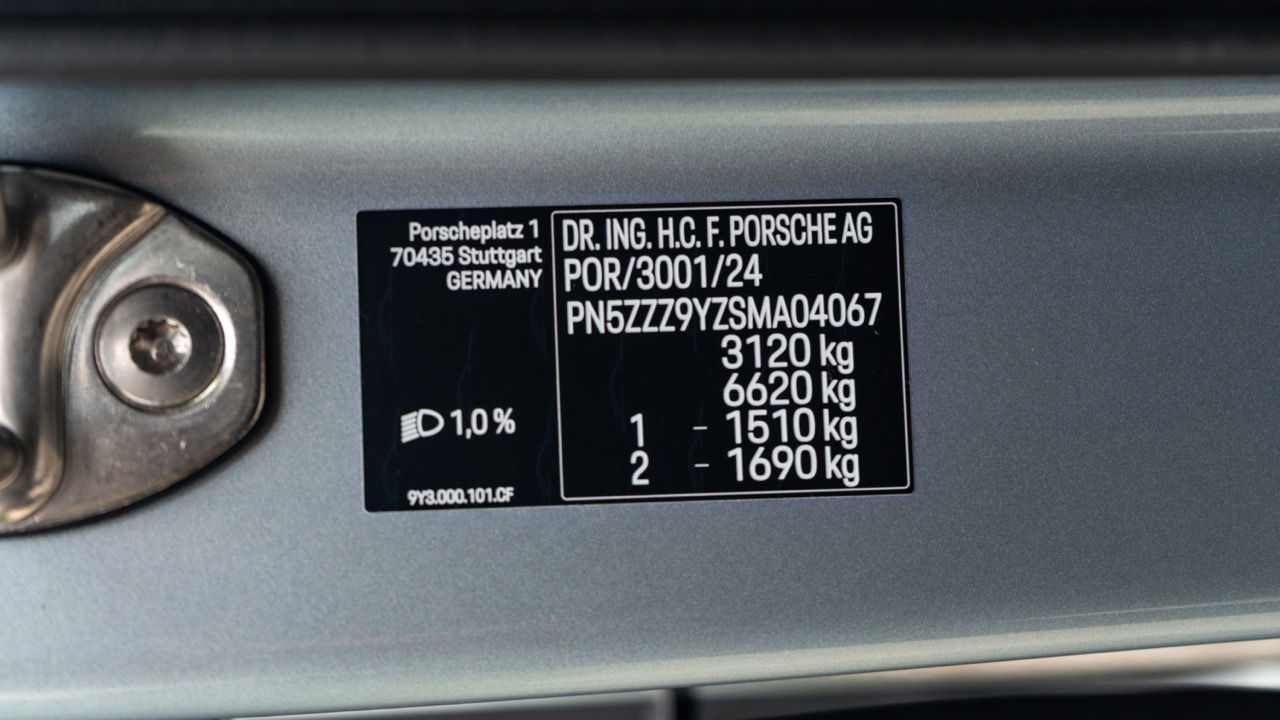 Porscheplatz 1
70435 Stuttgart
GERMANY
1,0 %
9Y3.000.101.CF
DR. ING. H.C. F. PORSCHE AG
POR/3001/24
PN5ZZZ9YZSMA04067
3120 kg
6620 kg
1 - 1510 kg
2 - 1690 kg